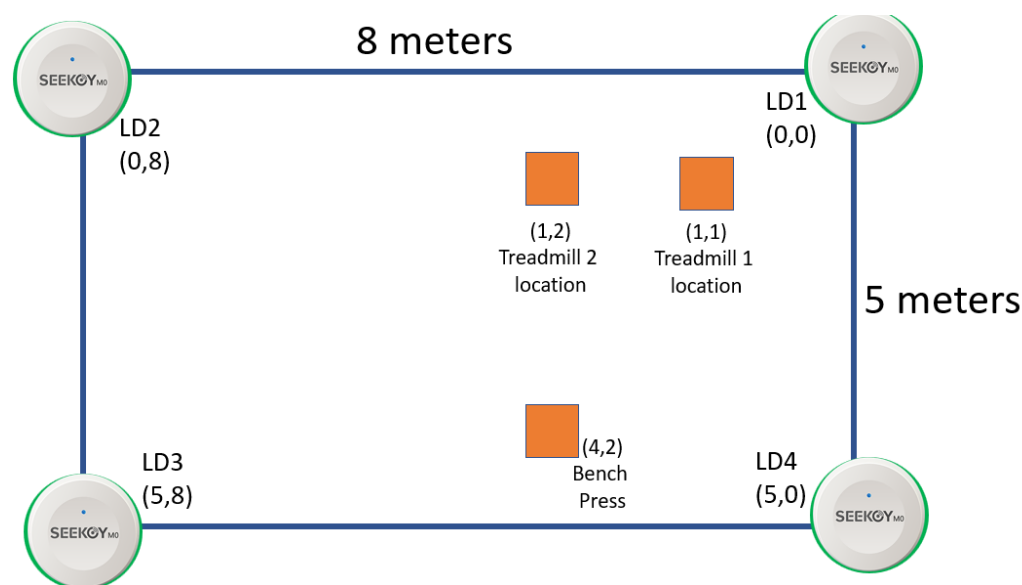 8 meters
SEEKOY M0
SEEKOY M0
LD2
(0,8)
LD1
(0,0)
(1,2)
Treadmill 2
location
(1,1)
Treadmill 1
location
5 meters
(4,2)
Bench
Press
LD3
(5,8)
LD4
(5,0)
SEEKOY M0
SEEKOY M0